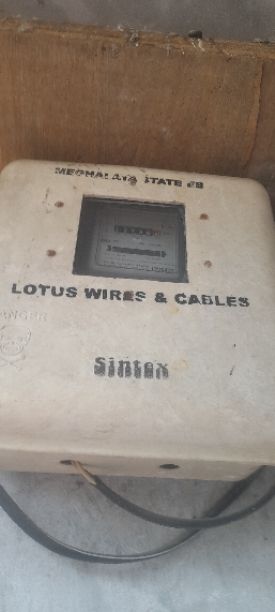 MEGHALAYA STATE EB
LOTUS WIRES & CABLES
DANGER
Sintex